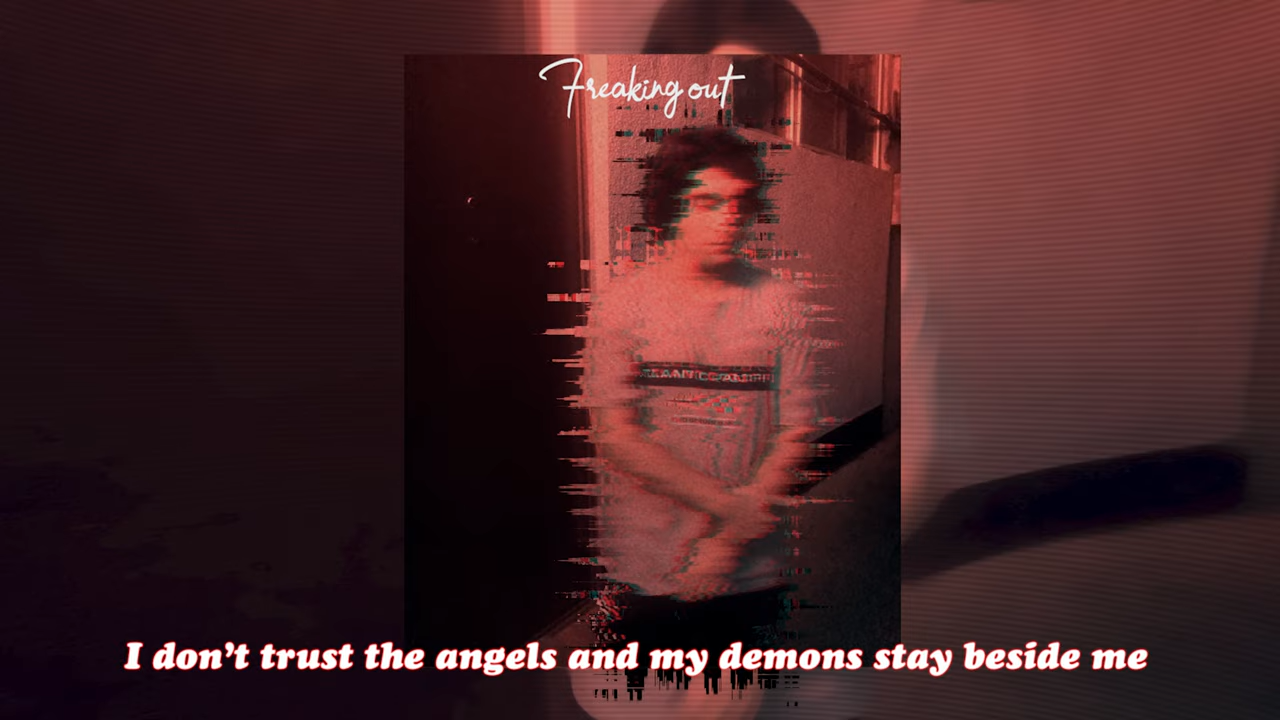 Freaking out
I don’t trust the angels and my demons stay beside me